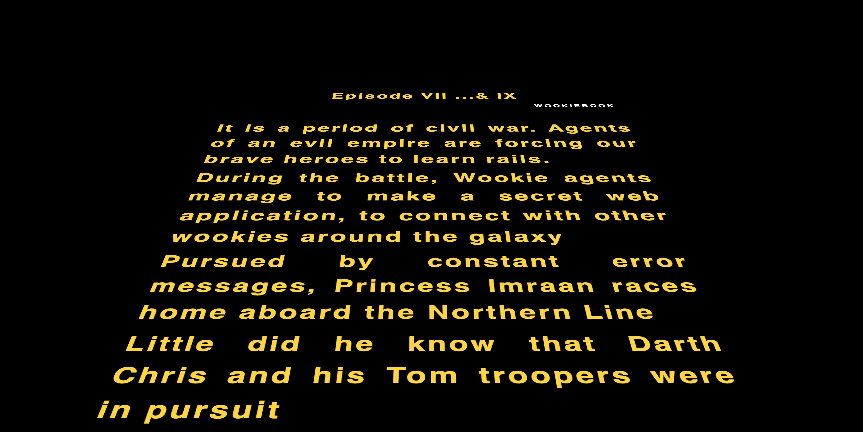 Episode VII ...& IX
WOOKIEBOOK
It is a period of civil war. Agents
of an evil empire are forcing our
brave heroes to learn rails.
During the battle, Wookie agents
manage to make a secret web
application, to connect with other
wookies around the galaxy
Pursued by constant error
messages, Princess Imraan races
home aboard the Northern Line
Little did he know that Darth
Chris and his Tom troopers were
in pursuit